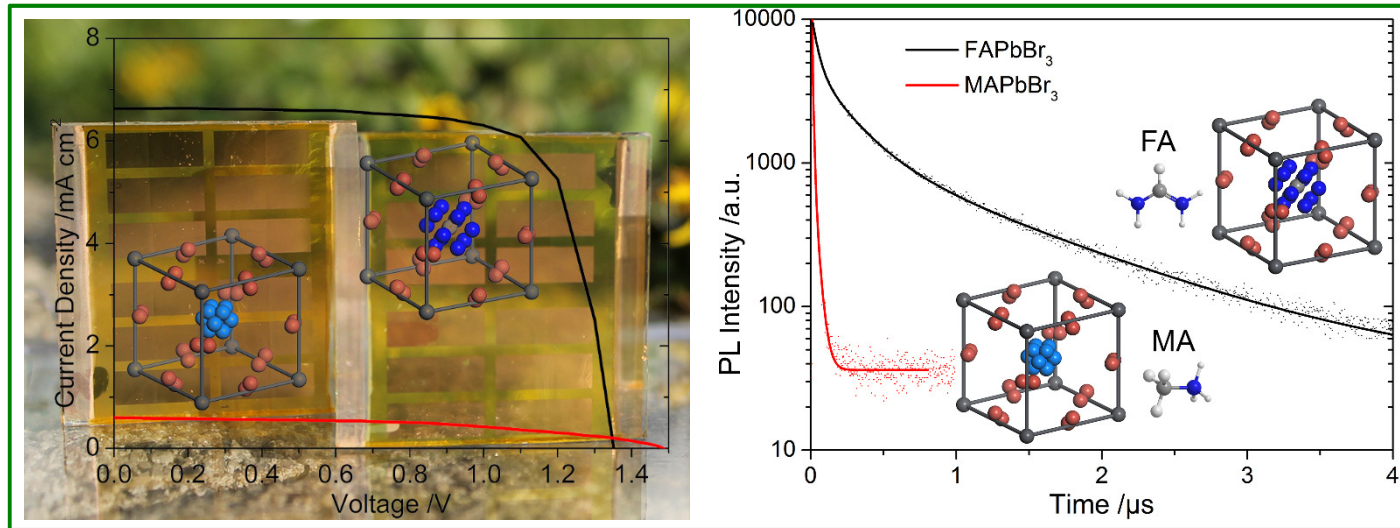 8
6
4
2
0
Current Density /mA cm⁻²
0.0 0.2 0.4 0.6 0.8 1.0 1.2 1.4
Voltage /V
10000
1000
100
10
PL Intensity /a.u.
FAPbBr₃
MAPbBr₃
FA
MA
0 1 2 3 4
Time /µs